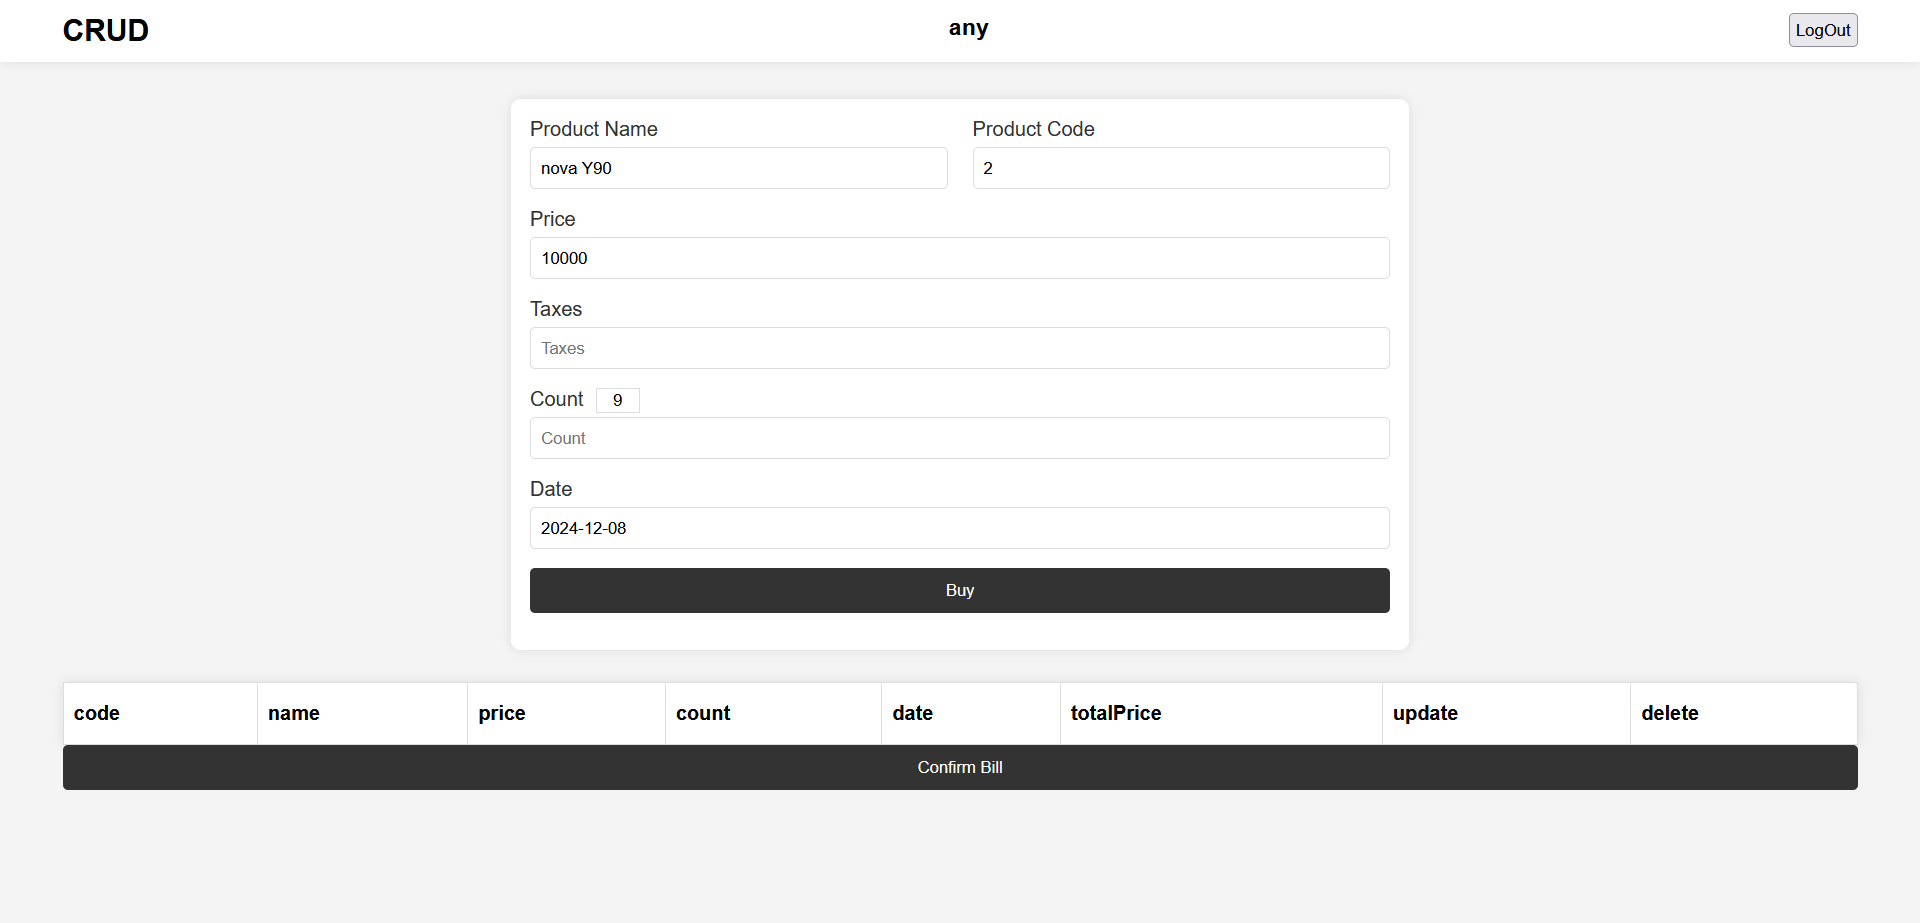 CRUD any LogOut
Product Name Product Code
nova Y90 2
Price
10000
Taxes
Taxes
Count 9
Count
Date
2024-12-08
Buy
code name price count date totalPrice update delete
Confirm Bill